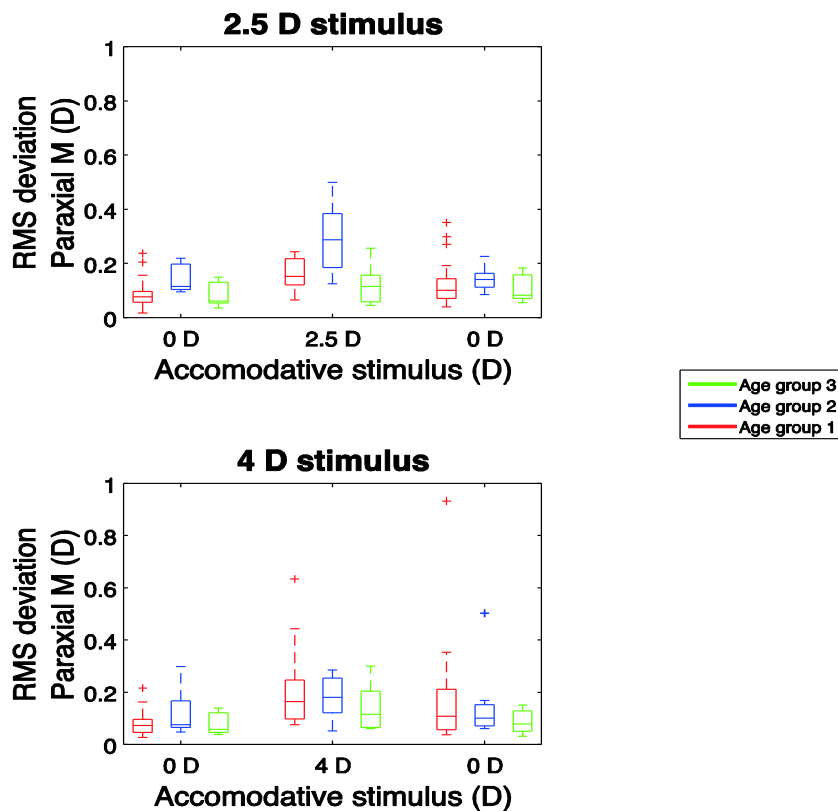 2.5 D stimulus
1
0.8
0.6
0.4
0.2
0
RMS deviation
Paraxial M (D)
0 D 2.5 D 0 D
Accomodative stimulus (D)
Age group 3
Age group 2
Age group 1
4 D stimulus
1
0.8
0.6
0.4
0.2
0
RMS deviation
Paraxial M (D)
0 D 4 D 0 D
Accomodative stimulus (D)